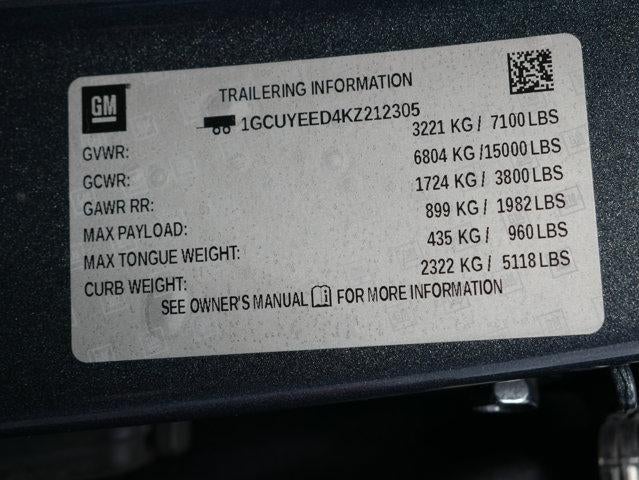 GM
TRAILERING INFORMATION
1GCUYEED4KZ212305
GVWR: 3221 KG / 7100 LBS
GCWR: 6804 KG / 15000 LBS
GAWR RR: 1724 KG / 3800 LBS
MAX PAYLOAD: 899 KG / 1982 LBS
MAX TONGUE WEIGHT: 435 KG / 960 LBS
CURB WEIGHT: 2322 KG / 5118 LBS
SEE OWNER'S MANUAL FOR MORE INFORMATION